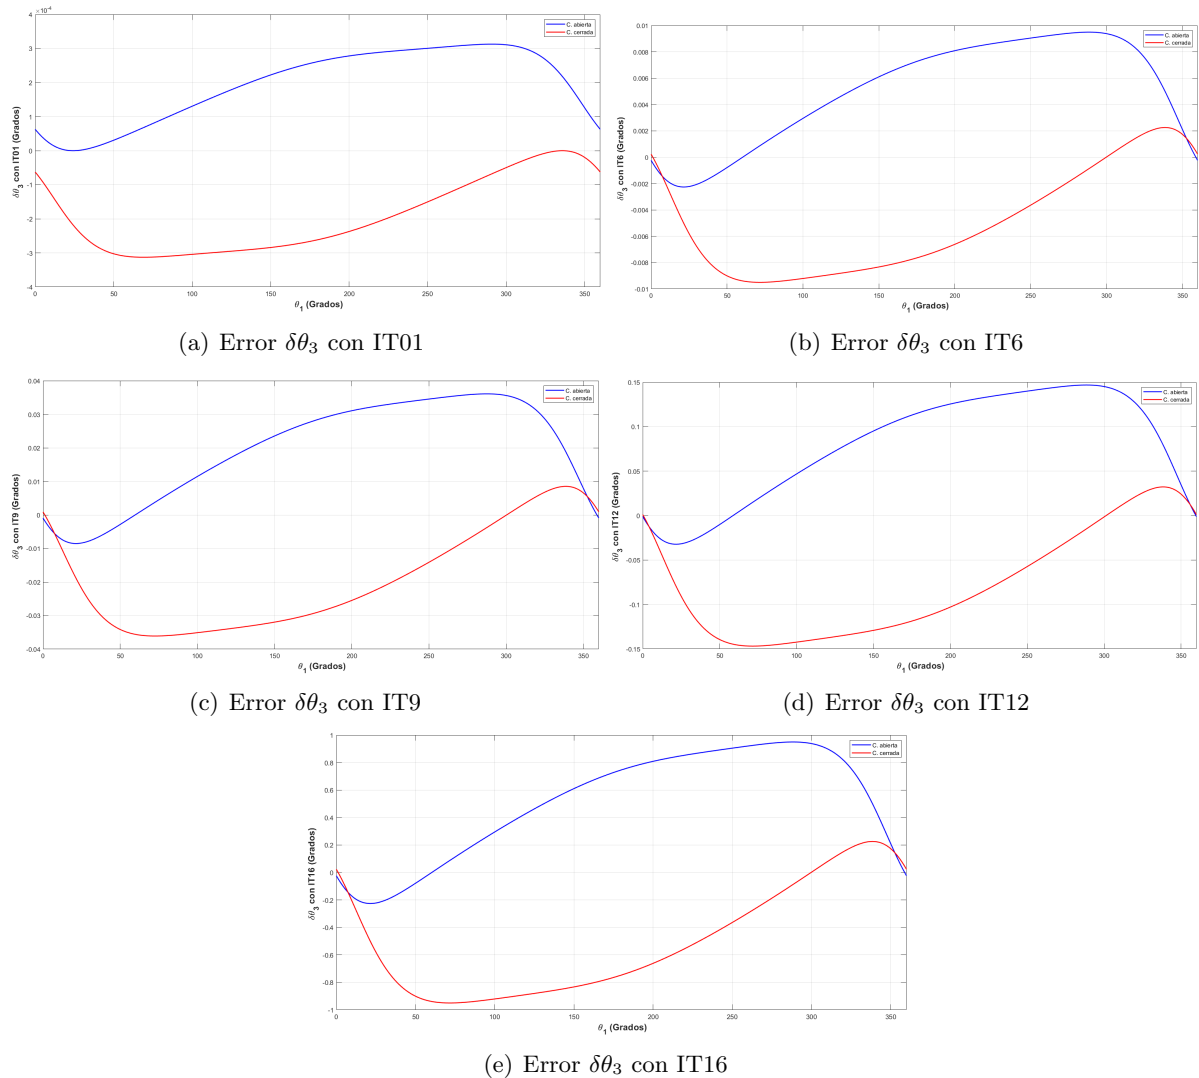 ×10⁻⁴
4
3
2
1
0
-1
-2
-3
-4
δθ₃ con IT01 (Grados)
C. abierta
C. cerrada
0 50 100 150 200 250 300 350
θ₁ (Grados)
(a) Error δθ₃ con IT01
0.01
0.008
0.006
0.004
0.002
0
-0.002
-0.004
-0.006
-0.008
-0.01
δθ₃ con IT6 (Grados)
C. abierta
C. cerrada
0 50 100 150 200 250 300 350
θ₁ (Grados)
(b) Error δθ₃ con IT6
0.04
0.03
0.02
0.01
0
-0.01
-0.02
-0.03
-0.04
δθ₃ con IT9 (Grados)
C. abierta
C. cerrada
0 50 100 150 200 250 300 350
θ₁ (Grados)
(c) Error δθ₃ con IT9
0.15
0.1
0.05
0
-0.05
-0.1
-0.15
δθ₃ con IT12 (Grados)
C. abierta
C. cerrada
0 50 100 150 200 250 300 350
θ₁ (Grados)
(d) Error δθ₃ con IT12
1
0.8
0.6
0.4
0.2
0
-0.2
-0.4
-0.6
-0.8
-1
δθ₃ con IT16 (Grados)
C. abierta
C. cerrada
0 50 100 150 200 250 300 350
θ₁ (Grados)
(e) Error δθ₃ con IT16